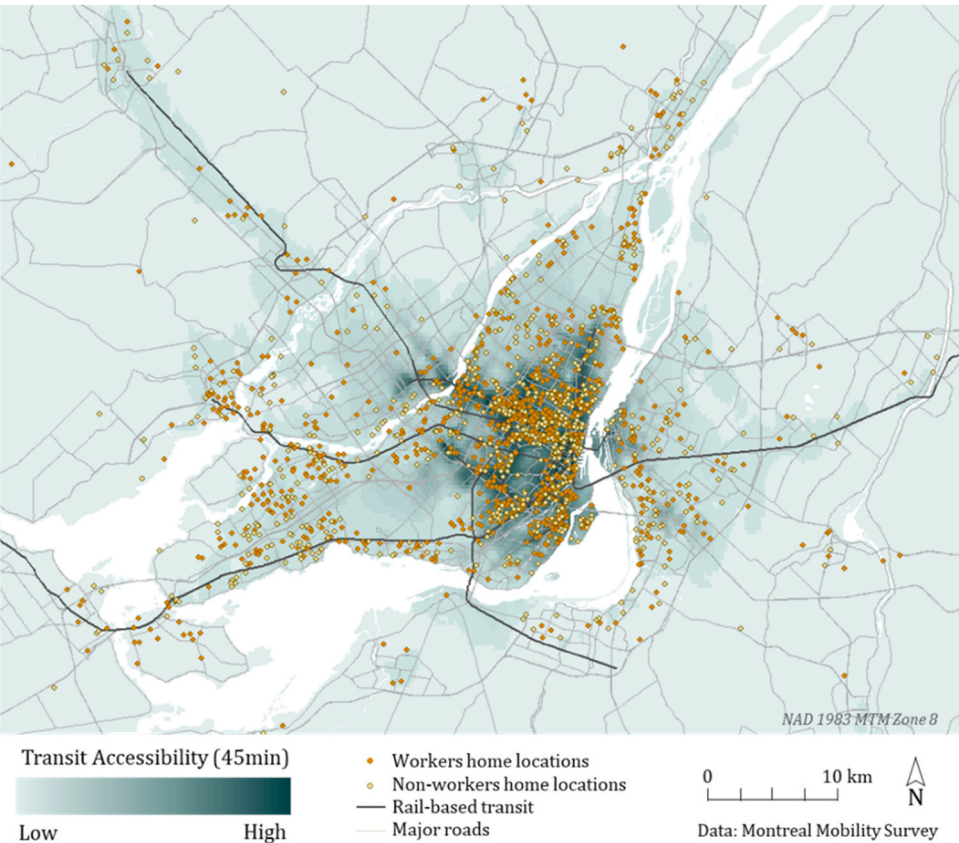 NAD 1983 MTM Zone 8
Transit Accessibility (45min)
Low High
Workers home locations
Non-workers home locations
Rail-based transit
Major roads
0 10 km
N
Data: Montreal Mobility Survey